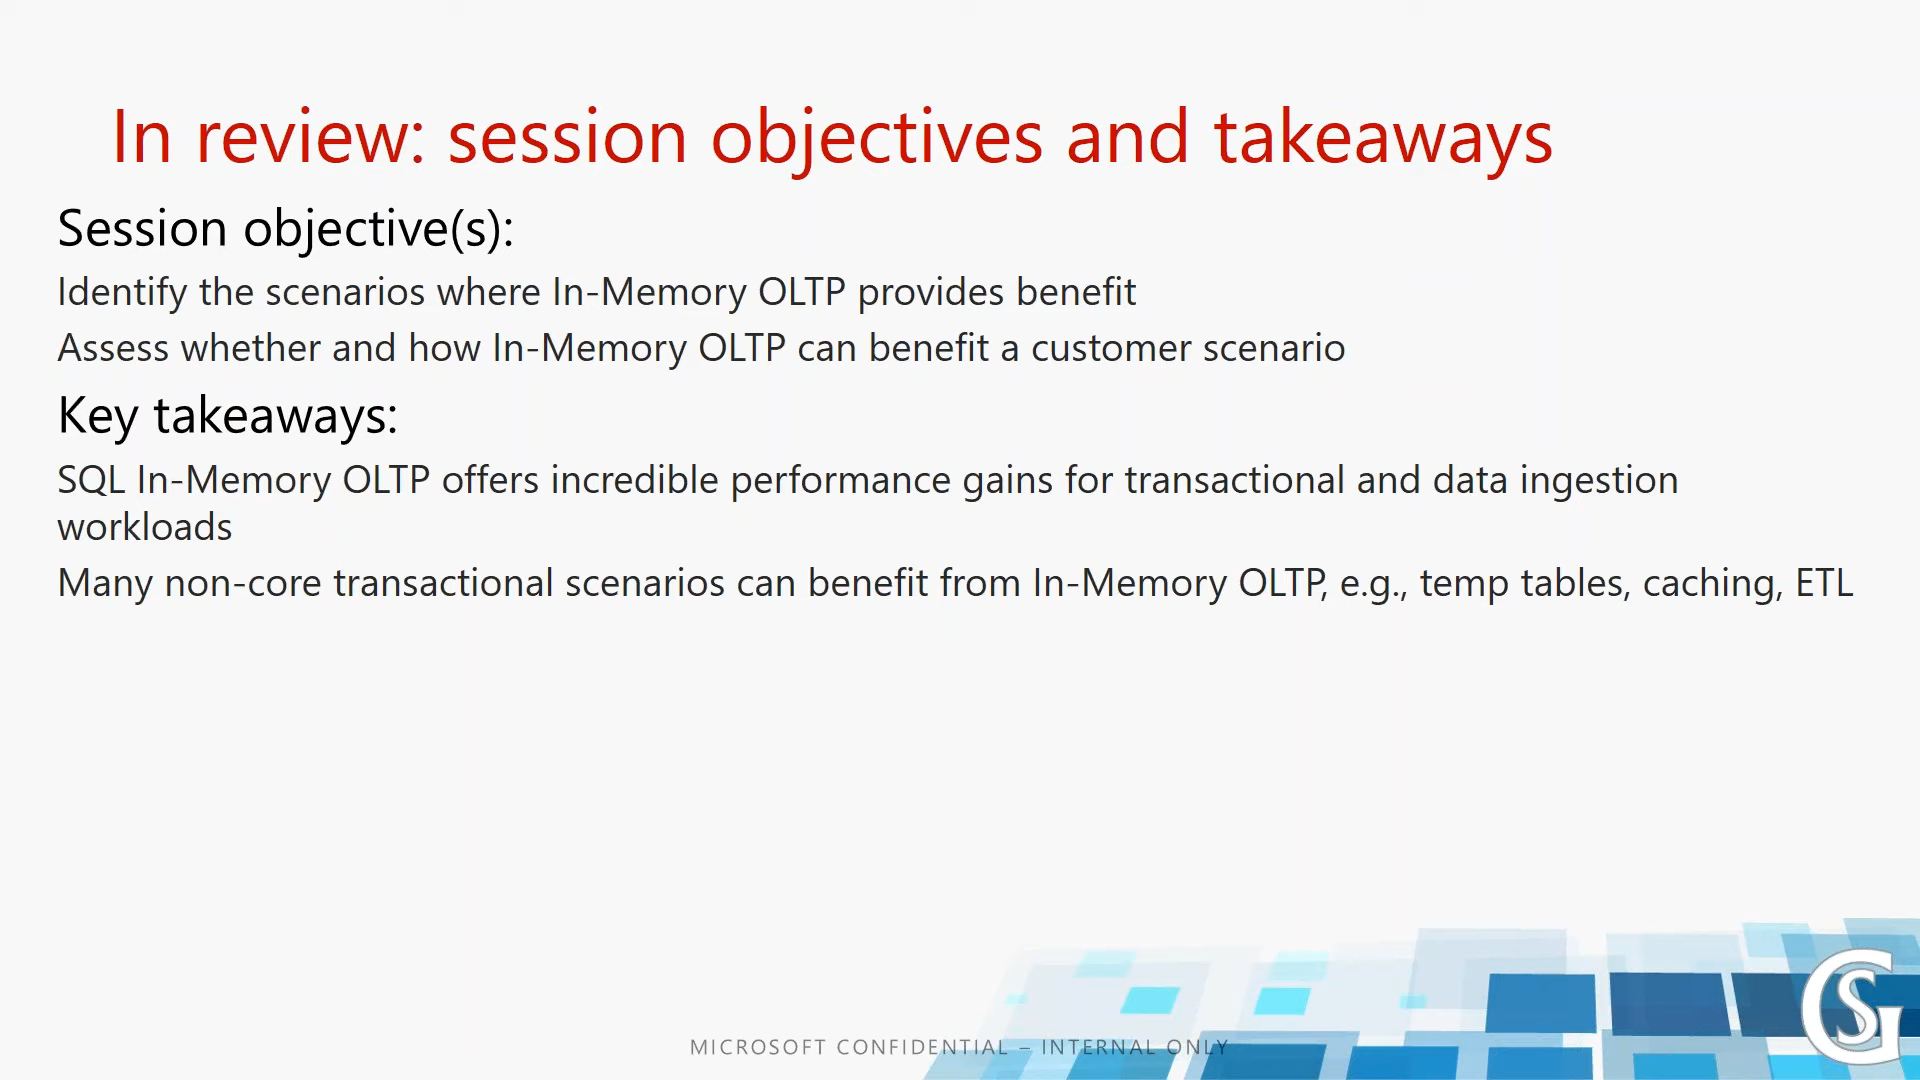 In review: session objectives and takeaways
Session objective(s):
Identify the scenarios where In-Memory OLTP provides benefit
Assess whether and how In-Memory OLTP can benefit a customer scenario
Key takeaways:
SQL In-Memory OLTP offers incredible performance gains for transactional and data ingestion
workloads
Many non-core transactional scenarios can benefit from In-Memory OLTP, e.g., temp tables, caching, ETL
MICROSOFT CONFIDENTIAL – INTERNAL ONLY
GS